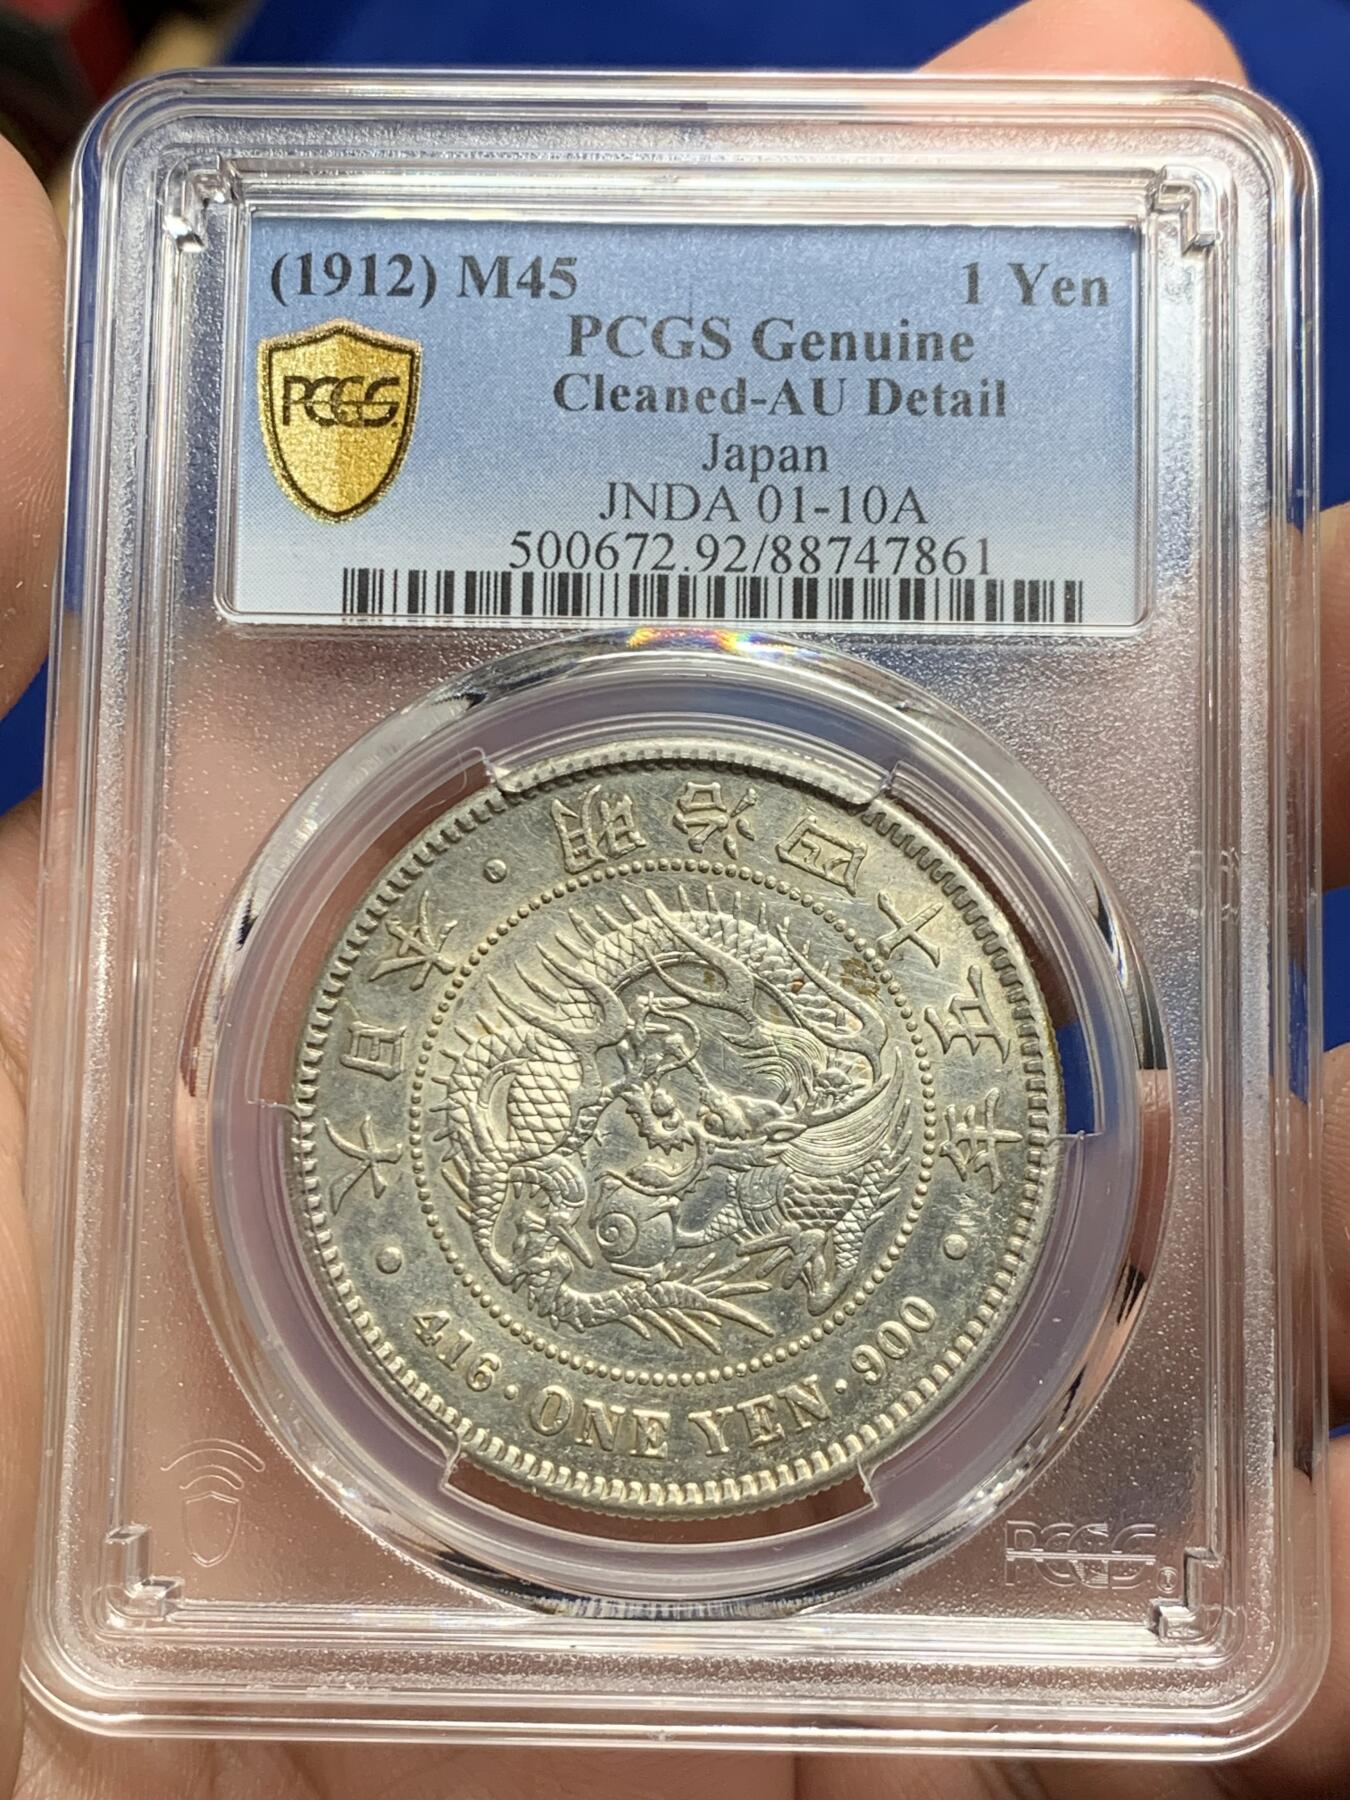 (1912) M45 1 Yen
PCGS Genuine
Cleaned-AU Detail
Japan
JNDA 01-10A
500672.92/88747861
PCGS
大日本 · 明治四十五年 ·
416 · ONE YEN · 900
PCGS